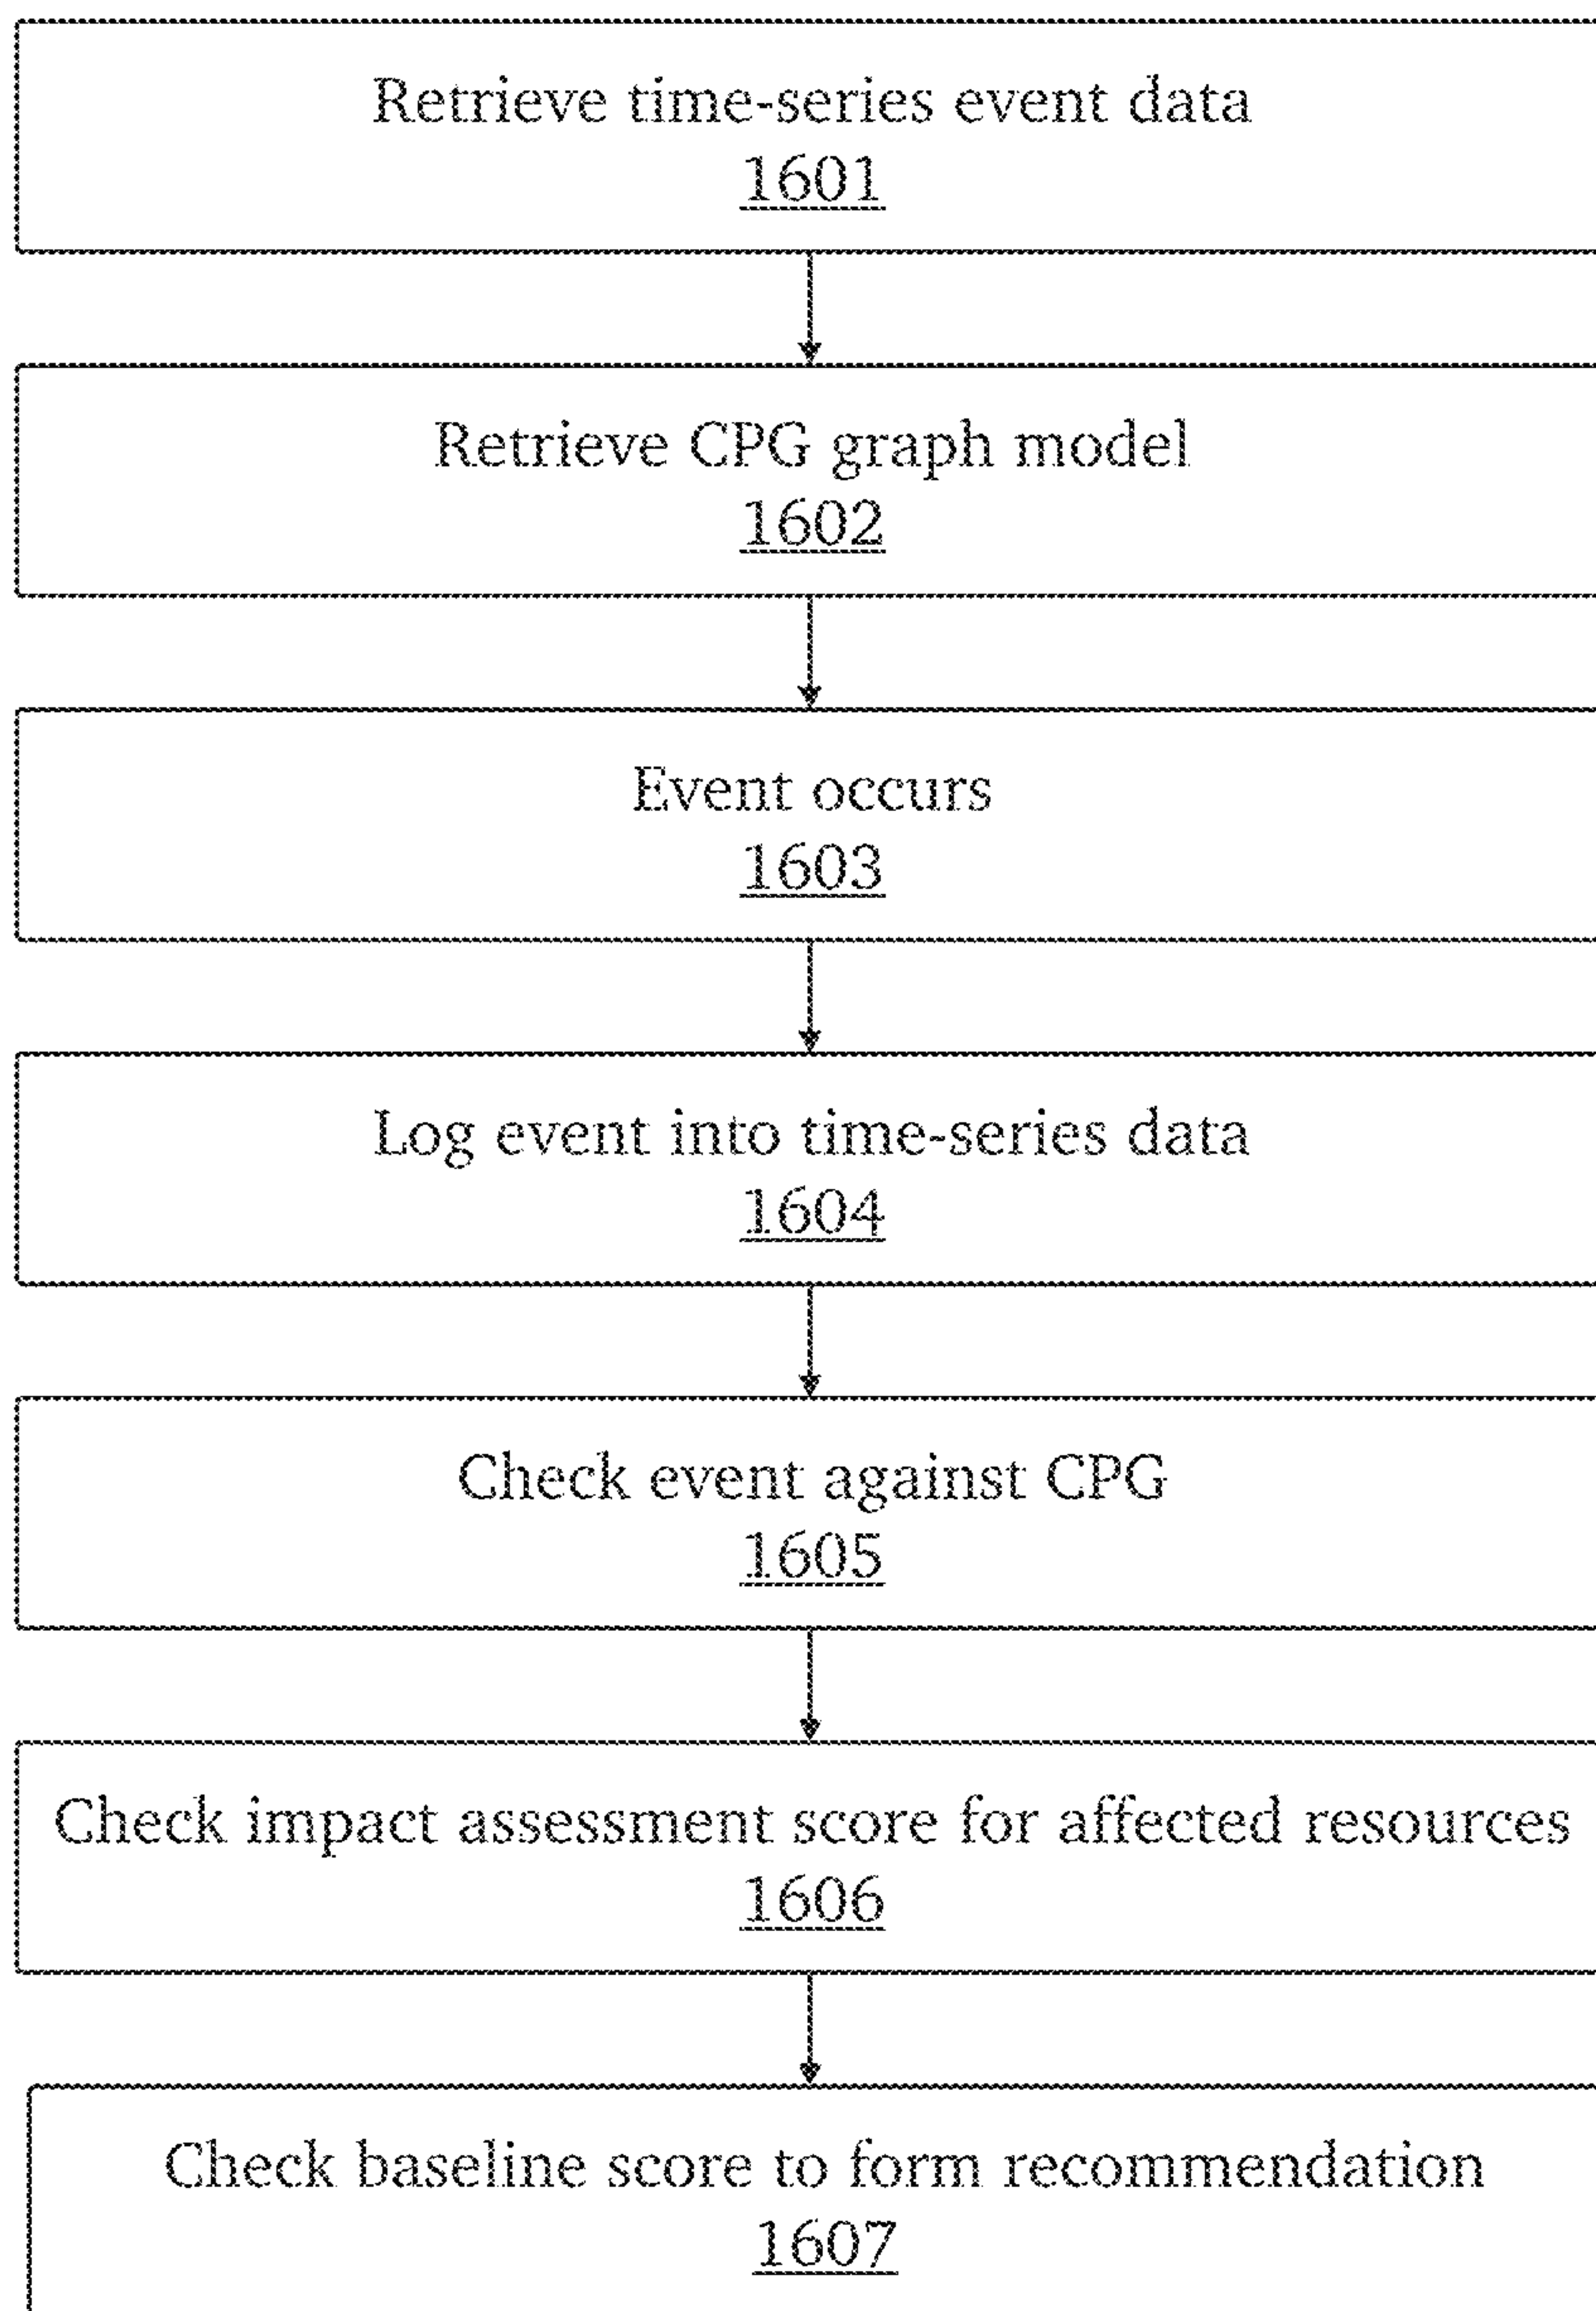 Retrieve time-series event data
1601
Retrieve CPG graph model
1602
Event occurs
1603
Log event into time-series data
1604
Check event against CPG
1605
Check impact assessment score for affected resources
1606
Check baseline score to form recommendation
1607